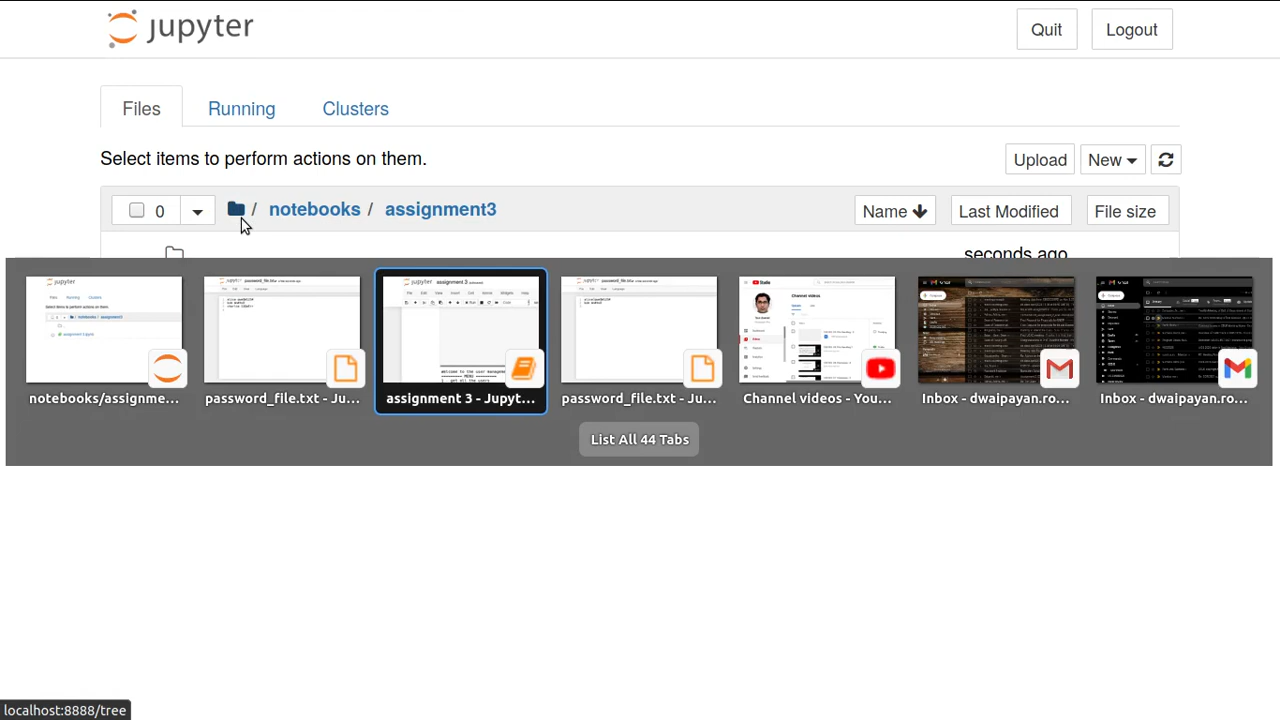 jupyter
Quit
Logout
Files
Running
Clusters
Select items to perform actions on them.
Upload
New
0
/ notebooks / assignment3
Name
Last Modified
File size
seconds ago
notebooks/assignme...
password_file.txt - Ju...
assignment 3 - Jupyt...
password_file.txt - Ju...
Channel videos - You...
Inbox - dwaipayan.ro...
Inbox - dwaipayan.ro...
List All 44 Tabs
localhost:8888/tree